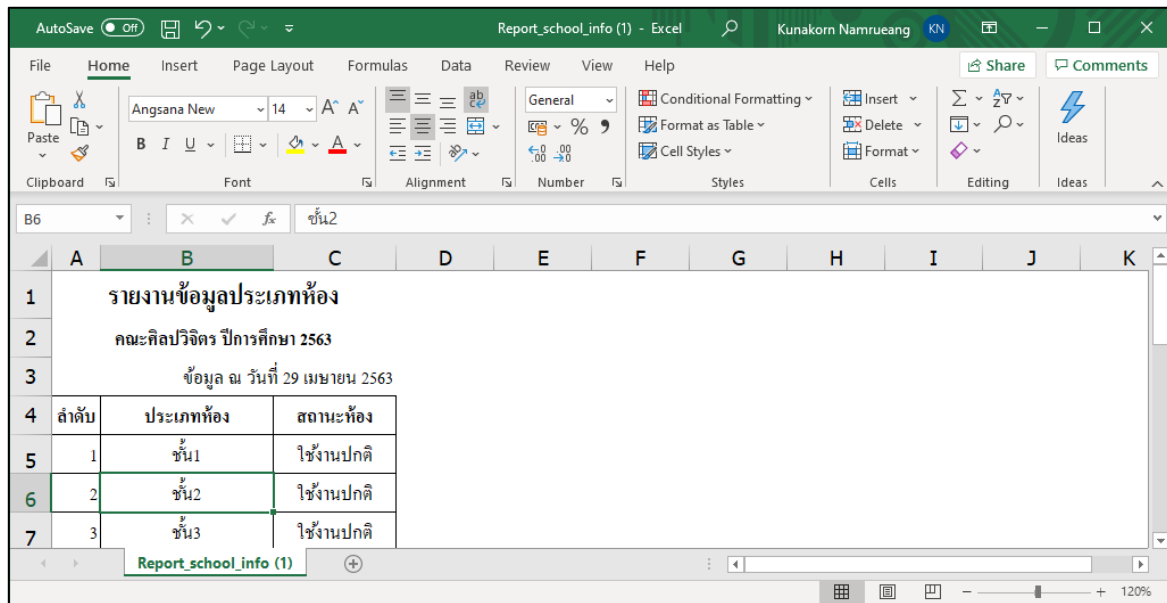 AutoSave Off Report_school_info (1) - Excel Kunakorn Namrueang KN
File Home Insert Page Layout Formulas Data Review View Help Share Comments
Paste Angsana New 14 A A ab General Conditional Formatting Insert Σ A Z
B I U A % 9 Format as Table Delete Ideas
.00 .00 Cell Styles Format
Clipboard Font Alignment Number Styles Cells Editing Ideas
B6 fx ชั้น2
A B C D E F G H I J K
1 รายงานข้อมูลประเภทห้อง
2 คณะศิลปวิจิตร ปีการศึกษา 2563
3 ข้อมูล ณ วันที่ 29 เมษายน 2563
4 ลำดับ ประเภทห้อง สถานะห้อง
5 1 ชั้น1 ใช้งานปกติ
6 2 ชั้น2 ใช้งานปกติ
7 3 ชั้น3 ใช้งานปกติ
Report_school_info (1)
120%